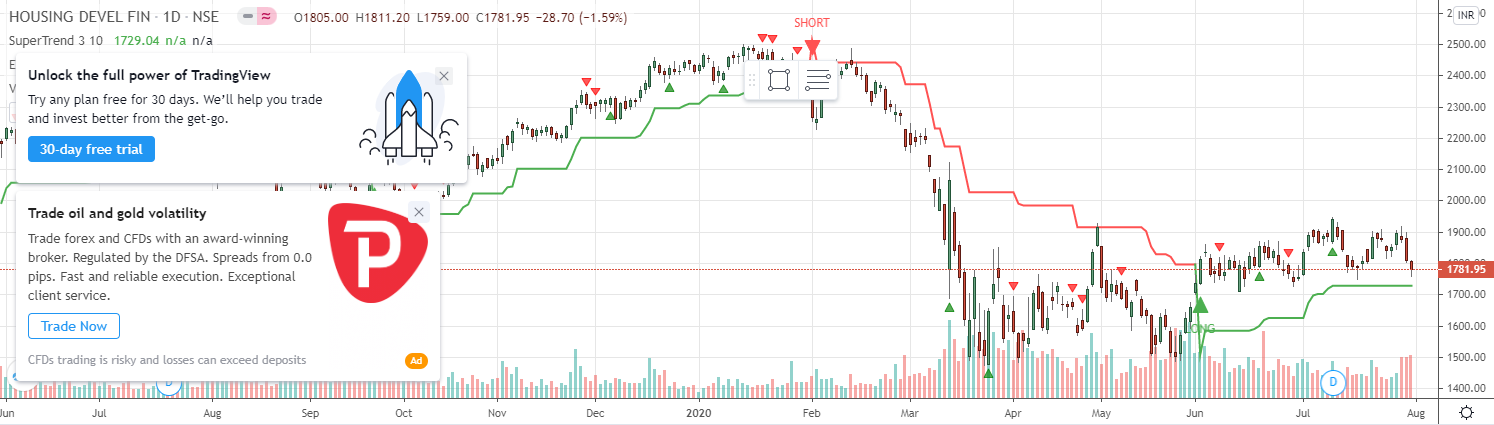 HOUSING DEVEL FIN · 1D · NSE O1805.00 H1811.20 L1759.00 C1781.95 −28.70 (−1.59%)
SuperTrend 3 10 1729.04 n/a n/a
E
V
Unlock the full power of TradingView
Try any plan free for 30 days. We'll help you trade
and invest better from the get-go.
30-day free trial
Trade oil and gold volatility
Trade forex and CFDs with an award-winning
broker. Regulated by the DFSA. Spreads from 0.0
pips. Fast and reliable execution. Exceptional
client service.
Trade Now
CFDs trading is risky and losses can exceed deposits
Ad
P
SHORT
D
D
INR
2500.00
2400.00
2300.00
2200.00
2100.00
2000.00
1900.00
1781.95
1700.00
1600.00
1500.00
1400.00
Jun Jul Aug Sep Oct Nov Dec 2020 Feb Mar Apr May Jun Jul Aug